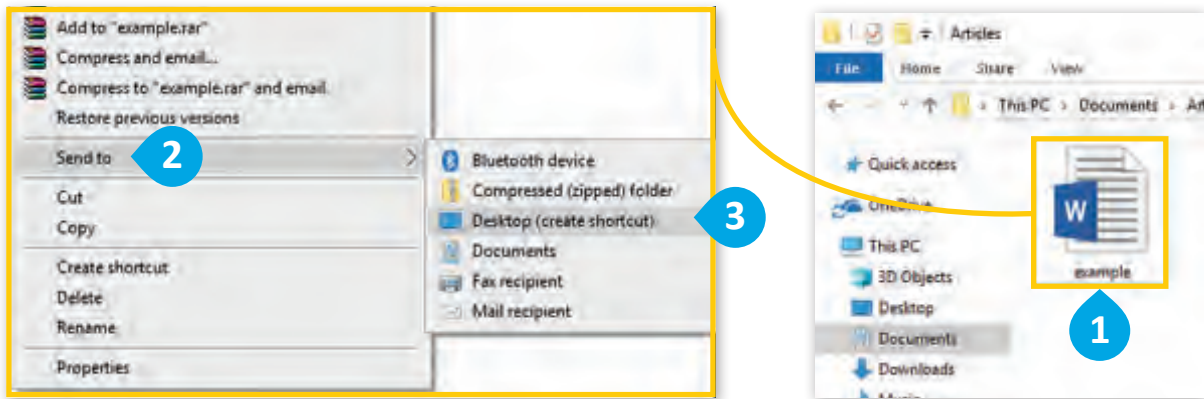 Add to "example.rar"
Compress and email...
Compress to "example.rar" and email
Restore previous versions
Send to
2
Cut
Copy
Create shortcut
Delete
Rename
Properties
Bluetooth device
Compressed (zipped) folder
Desktop (create shortcut)
3
Documents
Fax recipient
Mail recipient
Articles
File Home Share View
This PC Documents
Quick access
OneDrive
This PC
3D Objects
Desktop
Documents
Downloads
W
example
1